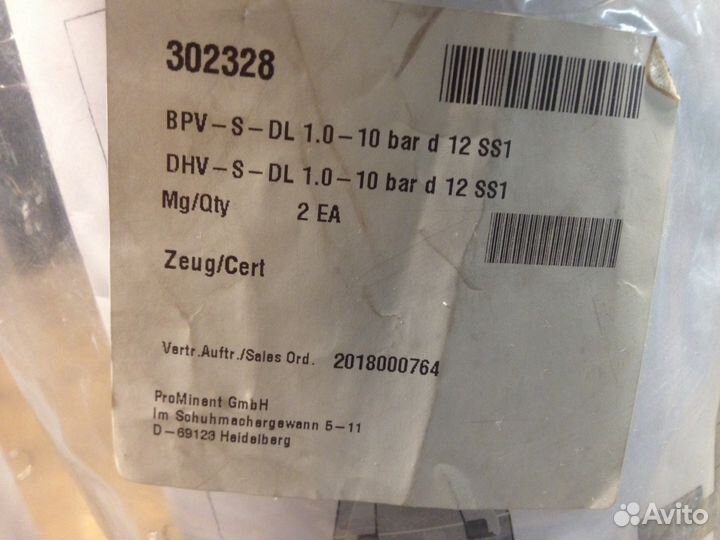 302328
BPV-S-DL 1.0-10 bar d 12 SS1
DHV-S-DL 1.0-10 bar d 12 SS1
Mg/Qty 2 EA
Zeug/Cert
Vertr.Auftr./Sales Ord. 2018000764
ProMinent GmbH
Im Schuhmachergewann 5-11
D-69123 Heidelberg
Avito